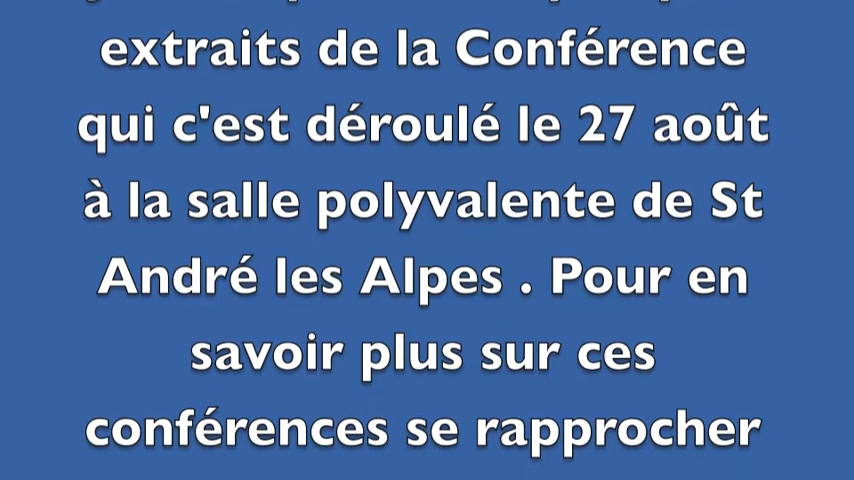 extraits de la Conférence
qui c'est déroulé le 27 août
à la salle polyvalente de St
André les Alpes . Pour en
savoir plus sur ces
conférences se rapprocher